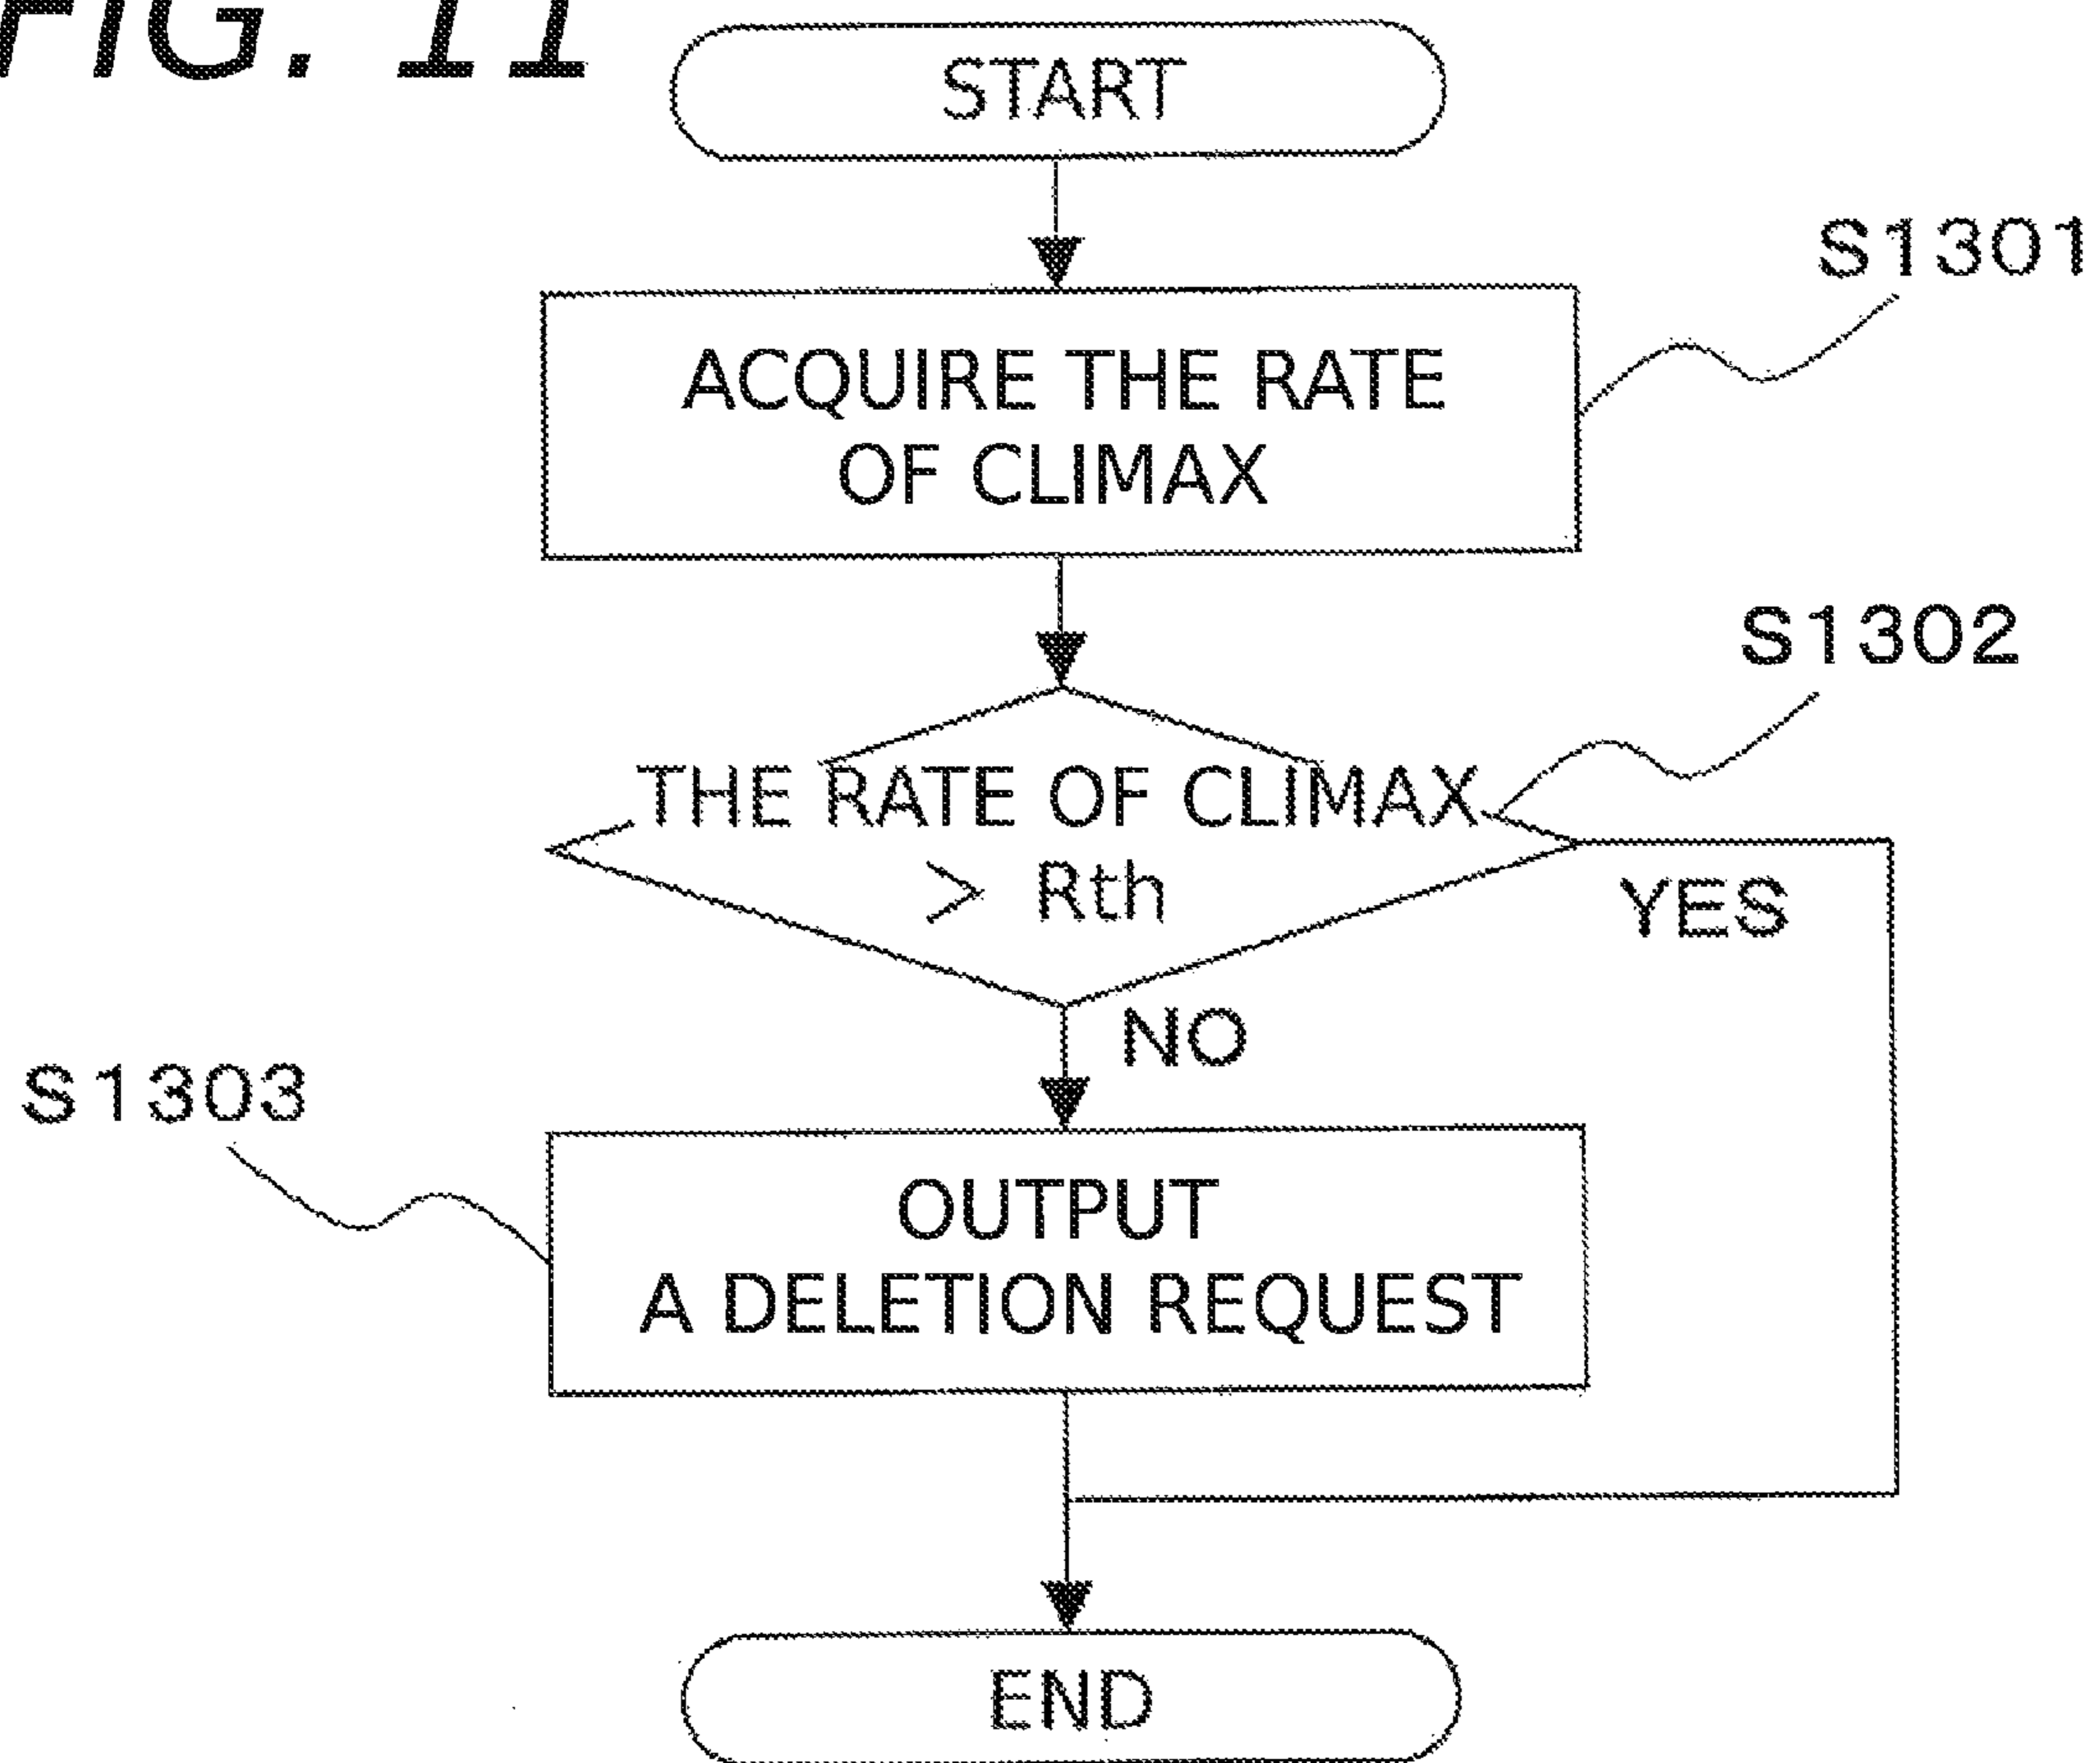 FIG. 11
START
S1301
ACQUIRE THE RATE
OF CLIMAX
S1302
THE RATE OF CLIMAX
> Rth
YES
NO
S1303
OUTPUT
A DELETION REQUEST
END